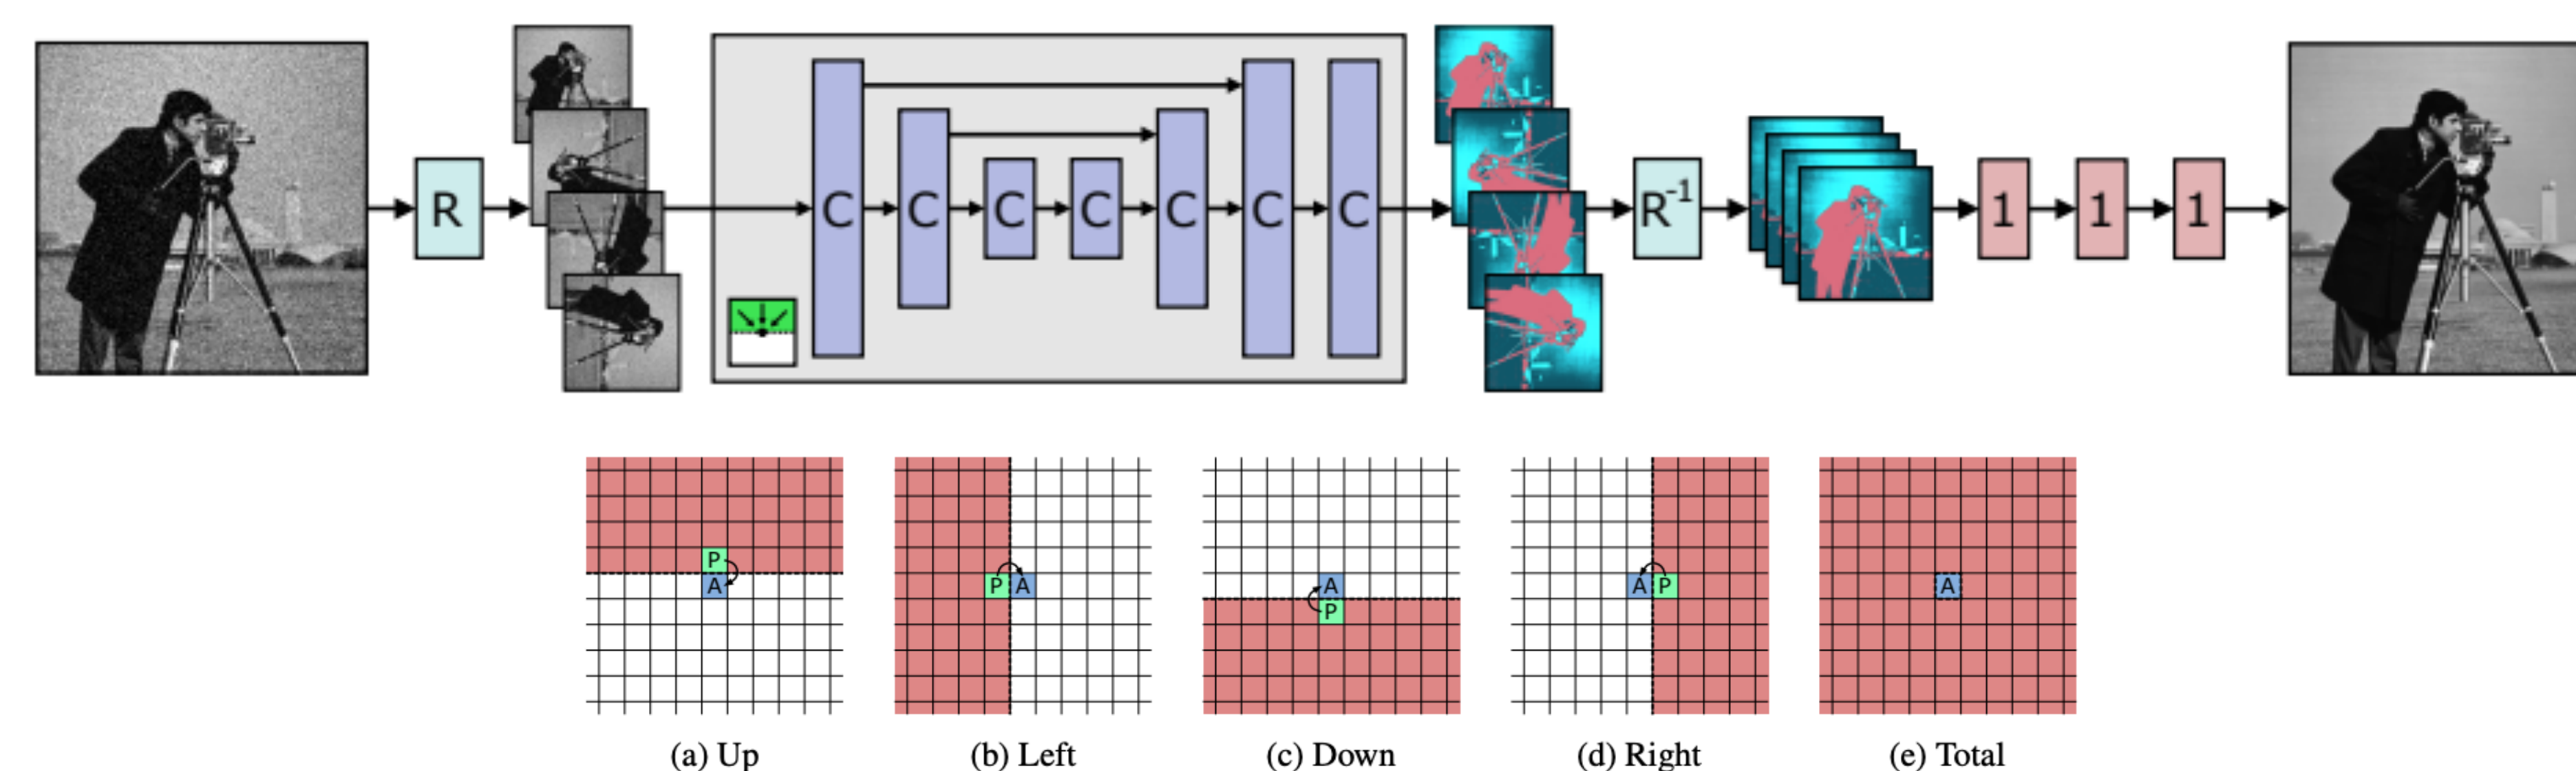 R C C C C C C C R-1 1 1 1
P A
P A
A P
A P
A
(a) Up (b) Left (c) Down (d) Right (e) Total